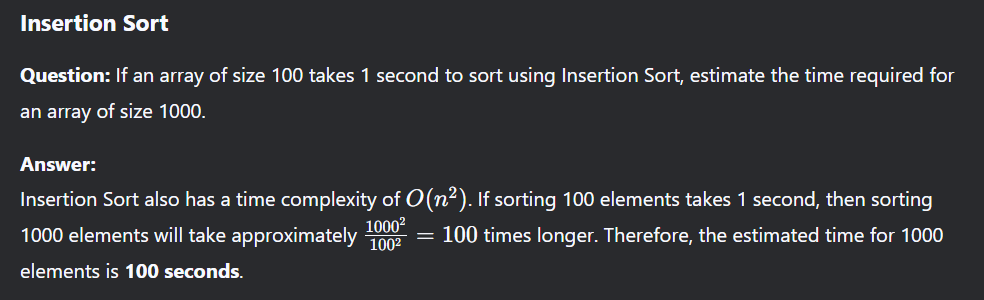 Insertion Sort
Question: If an array of size 100 takes 1 second to sort using Insertion Sort, estimate the time required for
an array of size 1000.
Answer:
Insertion Sort also has a time complexity of O(n²). If sorting 100 elements takes 1 second, then sorting
1000 elements will take approximately 1000²/100² = 100 times longer. Therefore, the estimated time for 1000
elements is 100 seconds.